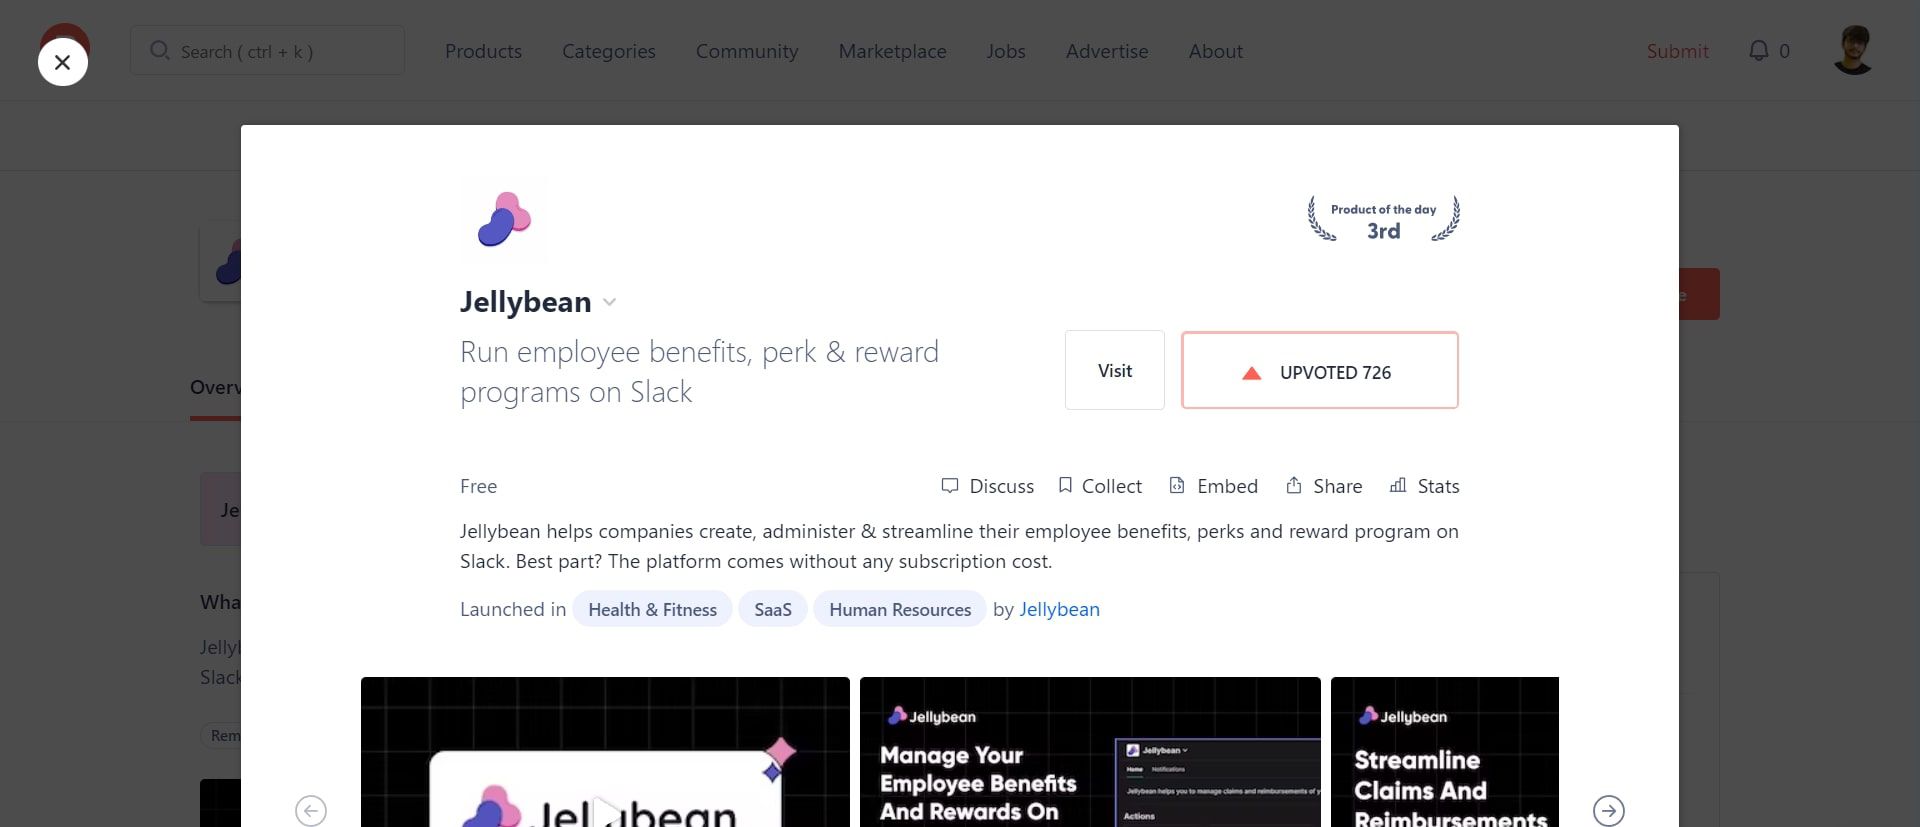 Search ( ctrl + k )
Products
Categories
Community
Marketplace
Jobs
Advertise
About
Submit
0
Product of the day
3rd
Jellybean
Run employee benefits, perk & reward
programs on Slack
Visit
UPVOTED 726
Overv
Free
Discuss
Collect
Embed
Share
Stats
Je
Jellybean helps companies create, administer & streamline their employee benefits, perks and reward program on
Slack. Best part? The platform comes without any subscription cost.
Launched in Health & Fitness SaaS Human Resources by Jellybean
Wha
Jelly
Slack
Rem
Jellybean
Jellybean
Manage Your
Employee Benefits
And Rewards On
Jellybean
Home Notifications
Jellybean helps you to manage claims and reimbursements of y
Actions
Jellybean
Streamline
Claims And
Reimbursements